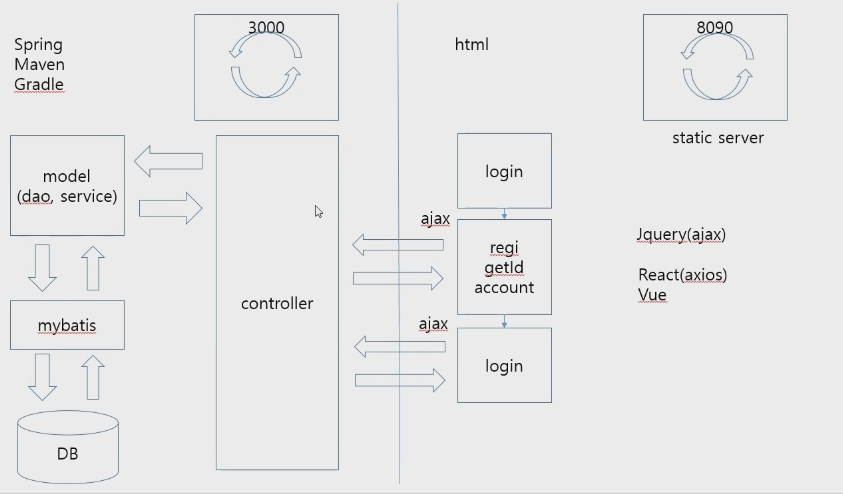 Spring
Maven
Gradle
3000
html
8090
static server
model
(dao, service)
login
ajax
regi
getId
account
Jquery(ajax)
React(axios)
Vue
controller
mybatis
ajax
login
DB